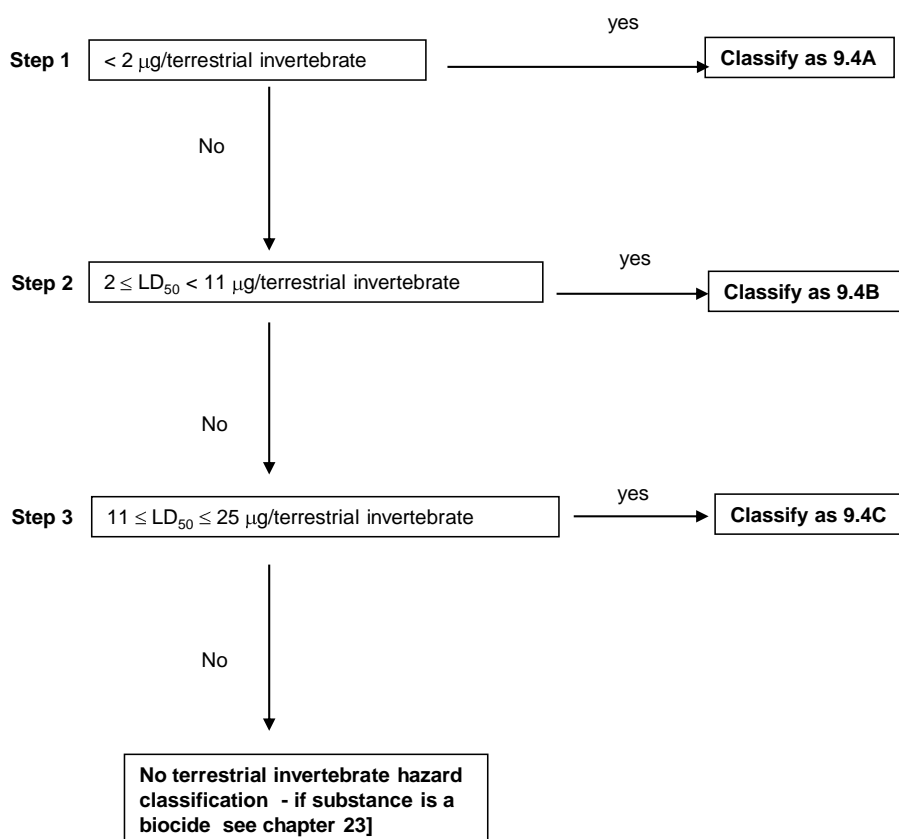 yes
Step 1
< 2 μg/terrestrial invertebrate
Classify as 9.4A
No
Step 2
2 ≤ LD50 < 11 μg/terrestrial invertebrate
yes
Classify as 9.4B
No
Step 3
11 ≤ LD50 ≤ 25 μg/terrestrial invertebrate
yes
Classify as 9.4C
No
No terrestrial invertebrate hazard
classification - if substance is a
biocide see chapter 23]